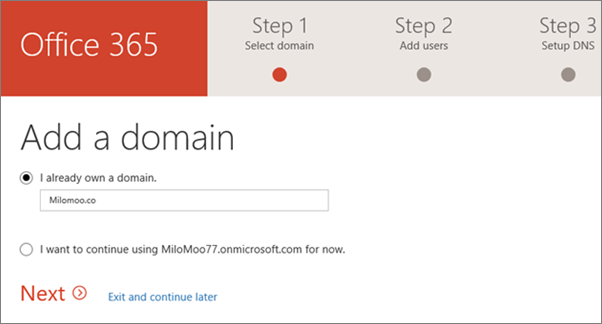 Office 365
Step 1
Select domain
Step 2
Add users
Step 3
Setup DNS
Add a domain
I already own a domain.
Milomoo.co
I want to continue using MiloMoo77.onmicrosoft.com for now.
Next
Exit and continue later